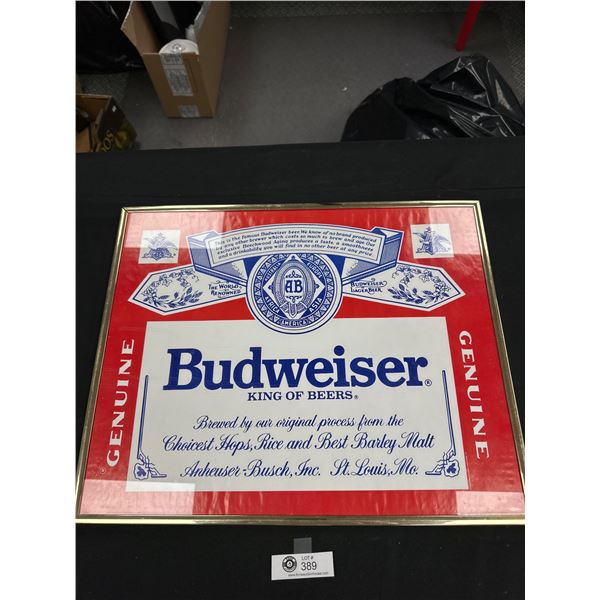 This is the famous Budweiser beer. We know of no brand produced
by any other brewer which costs so much to brew and age. Our
exclusive Beechwood Aging produces a taste, a smoothness
and a drinkability you will find in no other beer at any price.
THE WORLD
RENOWNED
BUDWEISER
LAGER BEER
AB
AMERICA
ASIA
GENUINE
GENUINE
Budweiser®
KING OF BEERS®
Brewed by our original process from the
Choicest Hops, Rice and Best Barley Malt
Anheuser-Busch, Inc. St. Louis, Mo.
LOT #
389